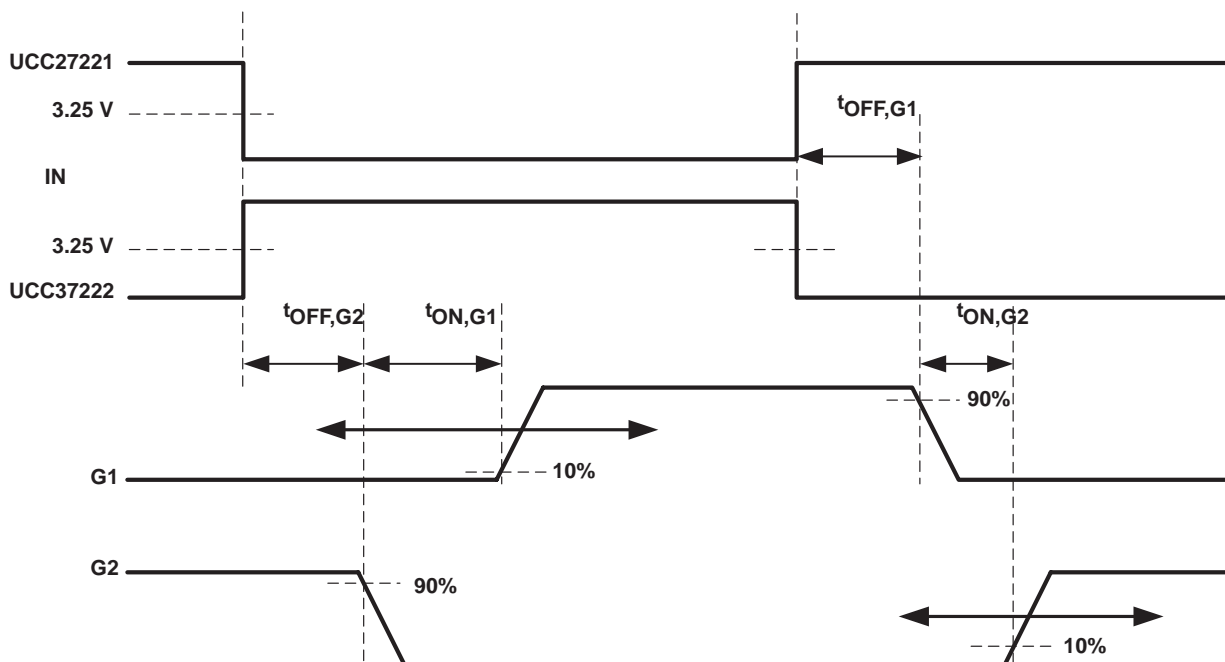 UCC27221
3.25 V
tOFF,G1
IN
3.25 V
UCC37222
tOFF,G2
tON,G1
tON,G2
90%
10%
G1
G2
90%
10%